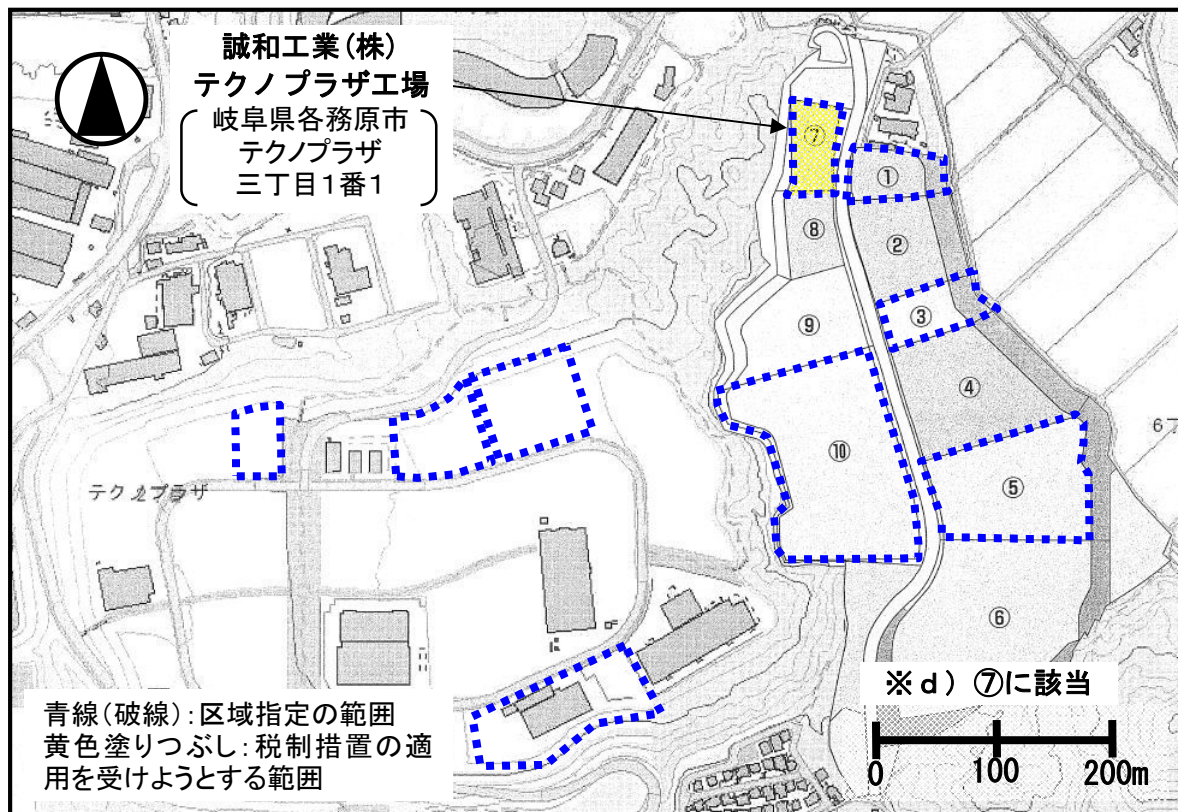 誠和工業(株)
テクノプラザ工場
岐阜県各務原市
テクノプラザ
三丁目1番1
⑦
①
⑧
②
③
⑨
④
⑩
⑤
⑥
テクノプラザ
※d) ⑦に該当
0 100 200m
青線(破線):区域指定の範囲
黄色塗りつぶし:税制措置の適
用を受けようとする範囲